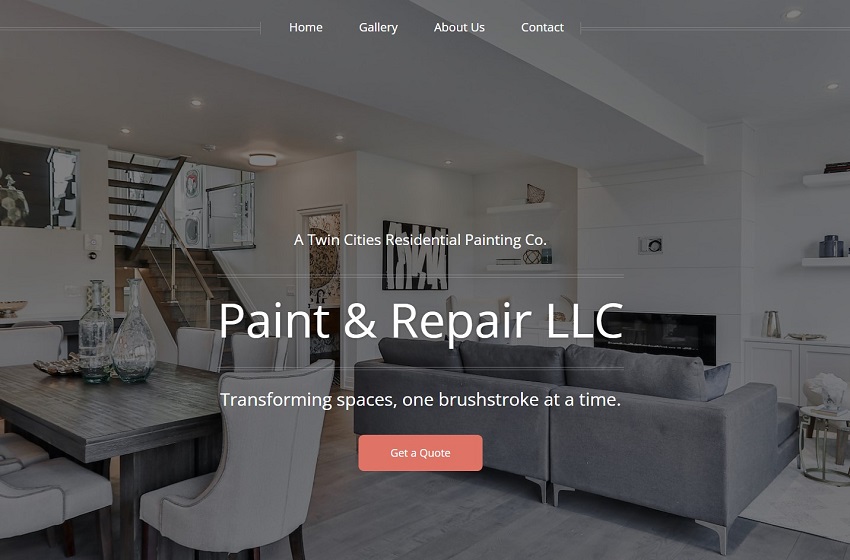 Home Gallery About Us Contact
A Twin Cities Residential Painting Co.
Paint & Repair LLC
Transforming spaces, one brushstroke at a time.
Get a Quote